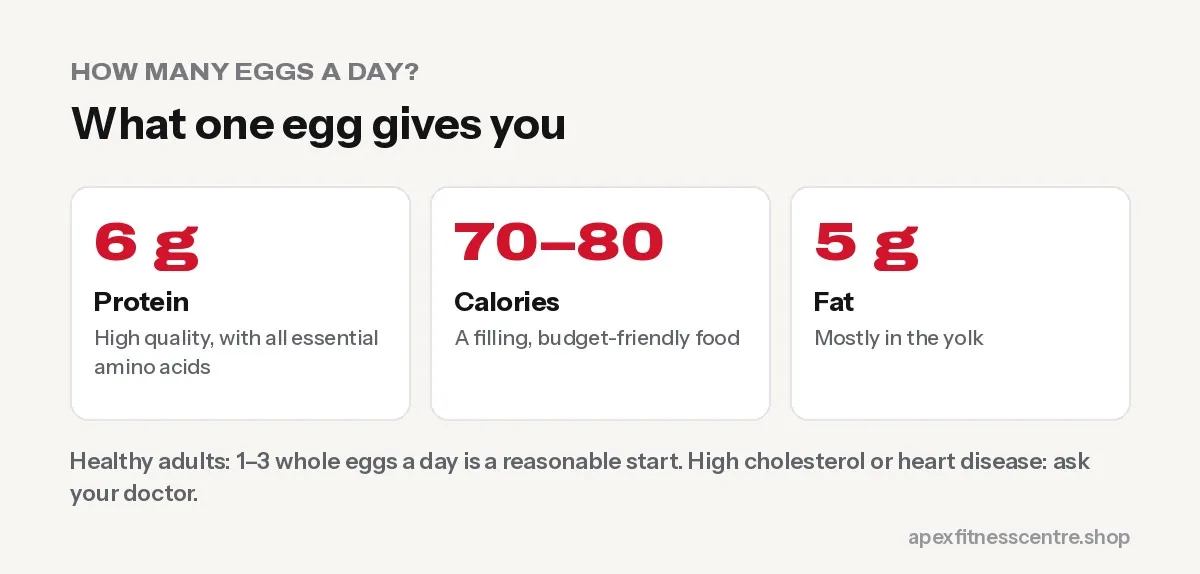 HOW MANY EGGS A DAY?
What one egg gives you
6 g
Protein
High quality, with all essential
amino acids
70–80
Calories
A filling, budget-friendly food
5 g
Fat
Mostly in the yolk
Healthy adults: 1–3 whole eggs a day is a reasonable start. High cholesterol or heart disease: ask
your doctor.
apexfitnesscentre.shop